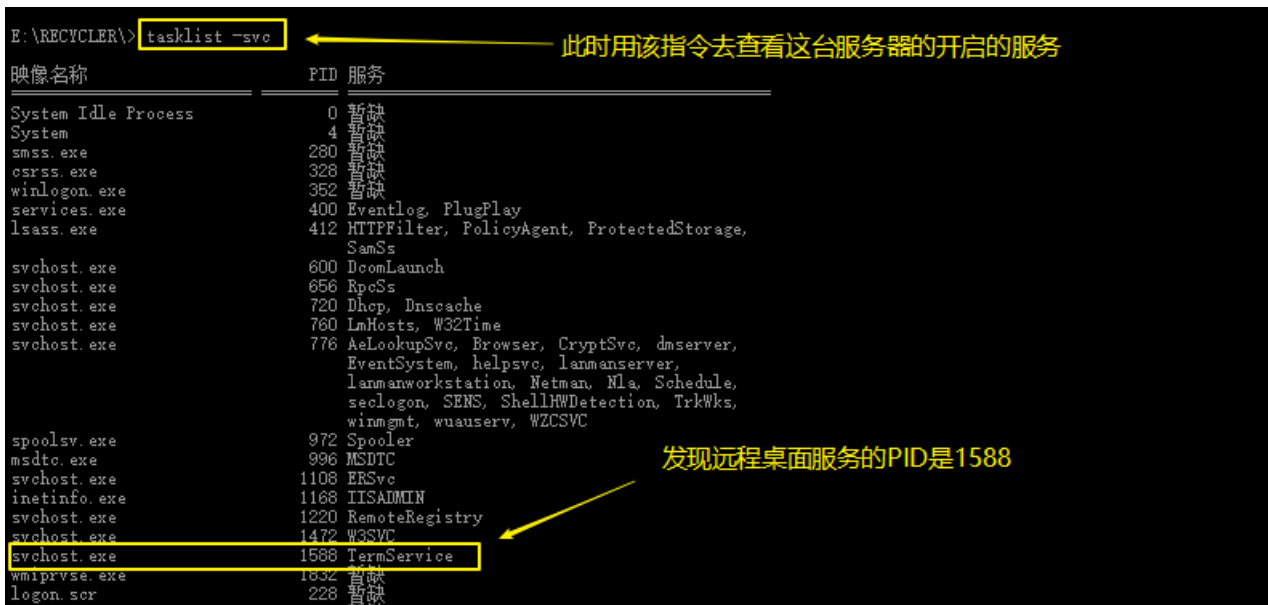 E:\RECYCLER\> tasklist -svc
此时用该指令去查看这台服务器的开启的服务
映像名称 PID 服务
System Idle Process 0 暂缺
System 4 暂缺
smss.exe 280 暂缺
csrss.exe 328 暂缺
winlogon.exe 352 暂缺
services.exe 400 Eventlog, PlugPlay
lsass.exe 412 HTTPFilter, PolicyAgent, ProtectedStorage,
SamSs
svchost.exe 600 DcomLaunch
svchost.exe 656 RpcSs
svchost.exe 720 Dhcp, Dnscache
svchost.exe 760 LmHosts, W32Time
svchost.exe 776 AeLookupSvc, Browser, CryptSvc, dmserver,
EventSystem, helpsvc, lanmanserver,
lanmanworkstation, Netman, Nla, Schedule,
seclogon, SENS, ShellHWDetection, TrkWks,
winmgmt, wuauserv, WZCSVC
spoolsv.exe 972 Spooler
msdtc.exe 996 MSDTC
发现远程桌面服务的PID是1588
svchost.exe 1108 ERSvc
inetinfo.exe 1168 IISADMIN
svchost.exe 1220 RemoteRegistry
svchost.exe 1472 W3SVC
svchost.exe 1588 TermService
wmiprvse.exe 1832 暂缺
logon.scr 228 暂缺